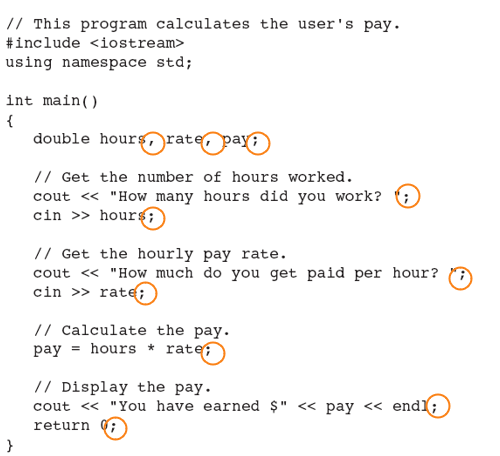 // This program calculates the user's pay.
#include <iostream>
using namespace std;
int main()
{
double hours, rate, pay;
// Get the number of hours worked.
cout << "How many hours did you work? ";
cin >> hours;
// Get the hourly pay rate.
cout << "How much do you get paid per hour? ";
cin >> rate;
// Calculate the pay.
pay = hours * rate;
// Display the pay.
cout << "You have earned $" << pay << endl;
return 0;
}